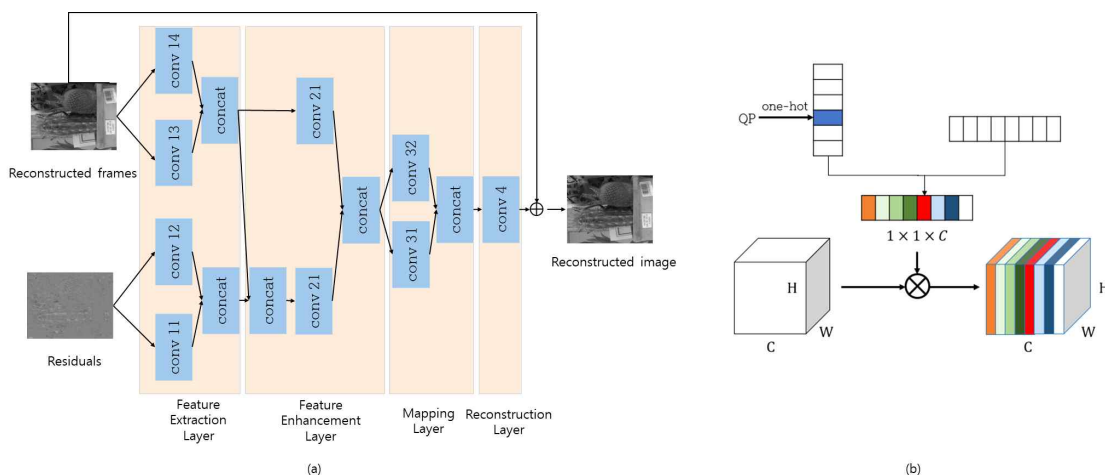 Reconstructed frames
Residuals
conv 14
conv 13
concat
conv 12
conv 11
concat
concat
conv 21
conv 21
concat
conv 32
conv 31
concat
conv 4
Reconstructed image
Feature
Extraction
Layer
Feature
Enhancement
Layer
Mapping
Layer
Reconstruction
Layer
(a)
QP
one-hot
1 × 1 × C
H
W
C
H
W
C
(b)